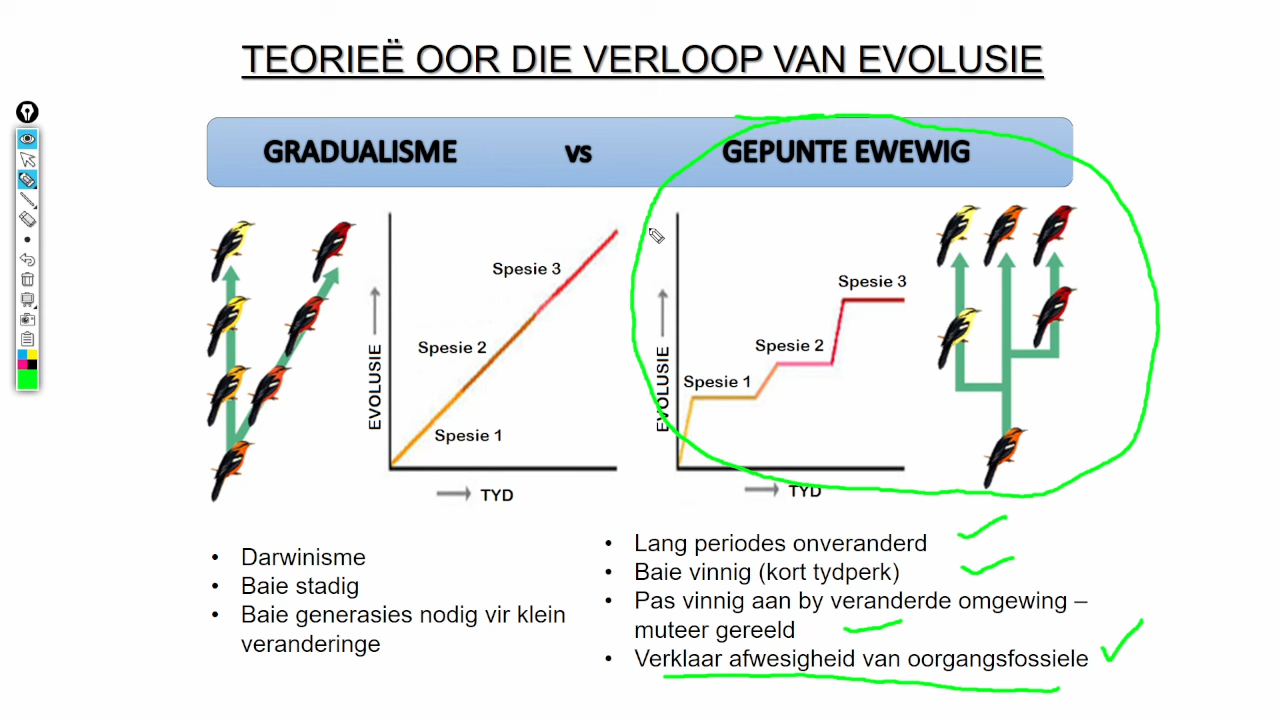 TEORIEË OOR DIE VERLOOP VAN EVOLUSIE
GRADUALISME vs GEPUNTE EWEWIG
EVOLUSIE
Spesie 3
Spesie 2
Spesie 1
TYD
EVOLUSIE
Spesie 3
Spesie 2
Spesie 1
TYD
• Darwinisme
• Baie stadig
• Baie generasies nodig vir klein
veranderinge
• Lang periodes onveranderd
• Baie vinnig (kort tydperk)
• Pas vinnig aan by veranderde omgewing –
muteer gereeld
• Verklaar afwesigheid van oorgangsfossiele